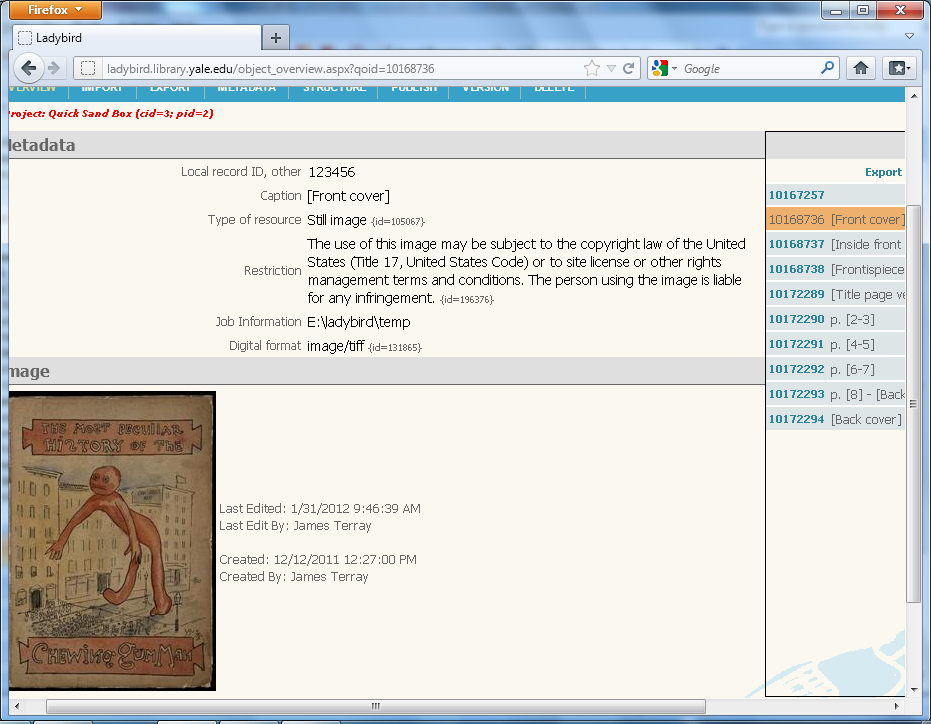 Firefox
Ladybird
ladybird.library.yale.edu/object_overview.aspx?qoid=10168736
Google
VERVIEW IMPORT EXPORT METADATA STRUCTURE PUBLISH VERSION DELETE
roject: Quick Sand Box (cid=3; pid=2)
etadata
Local record ID, other 123456
Caption [Front cover]
Type of resource Still image {id=105067}
Restriction The use of this image may be subject to the copyright law of the United
States (Title 17, United States Code) or to site license or other rights
management terms and conditions. The person using the image is liable
for any infringement. {id=196376}
Job Information E:\ladybird\temp
Digital format image/tiff {id=131865}
mage
THE MOST PECULIAR
HISTORY OF THE
CHEWING GUM MAN
Last Edited: 1/31/2012 9:46:39 AM
Last Edit By: James Terray
Created: 12/12/2011 12:27:00 PM
Created By: James Terray
Export
10167257
10168736 [Front cover]
10168737 [Inside front
10168738 [Frontispiece
10172289 [Title page ve
10172290 p. [2-3]
10172291 p. [4-5]
10172292 p. [6-7]
10172293 p. [8] - [Back
10172294 [Back cover]